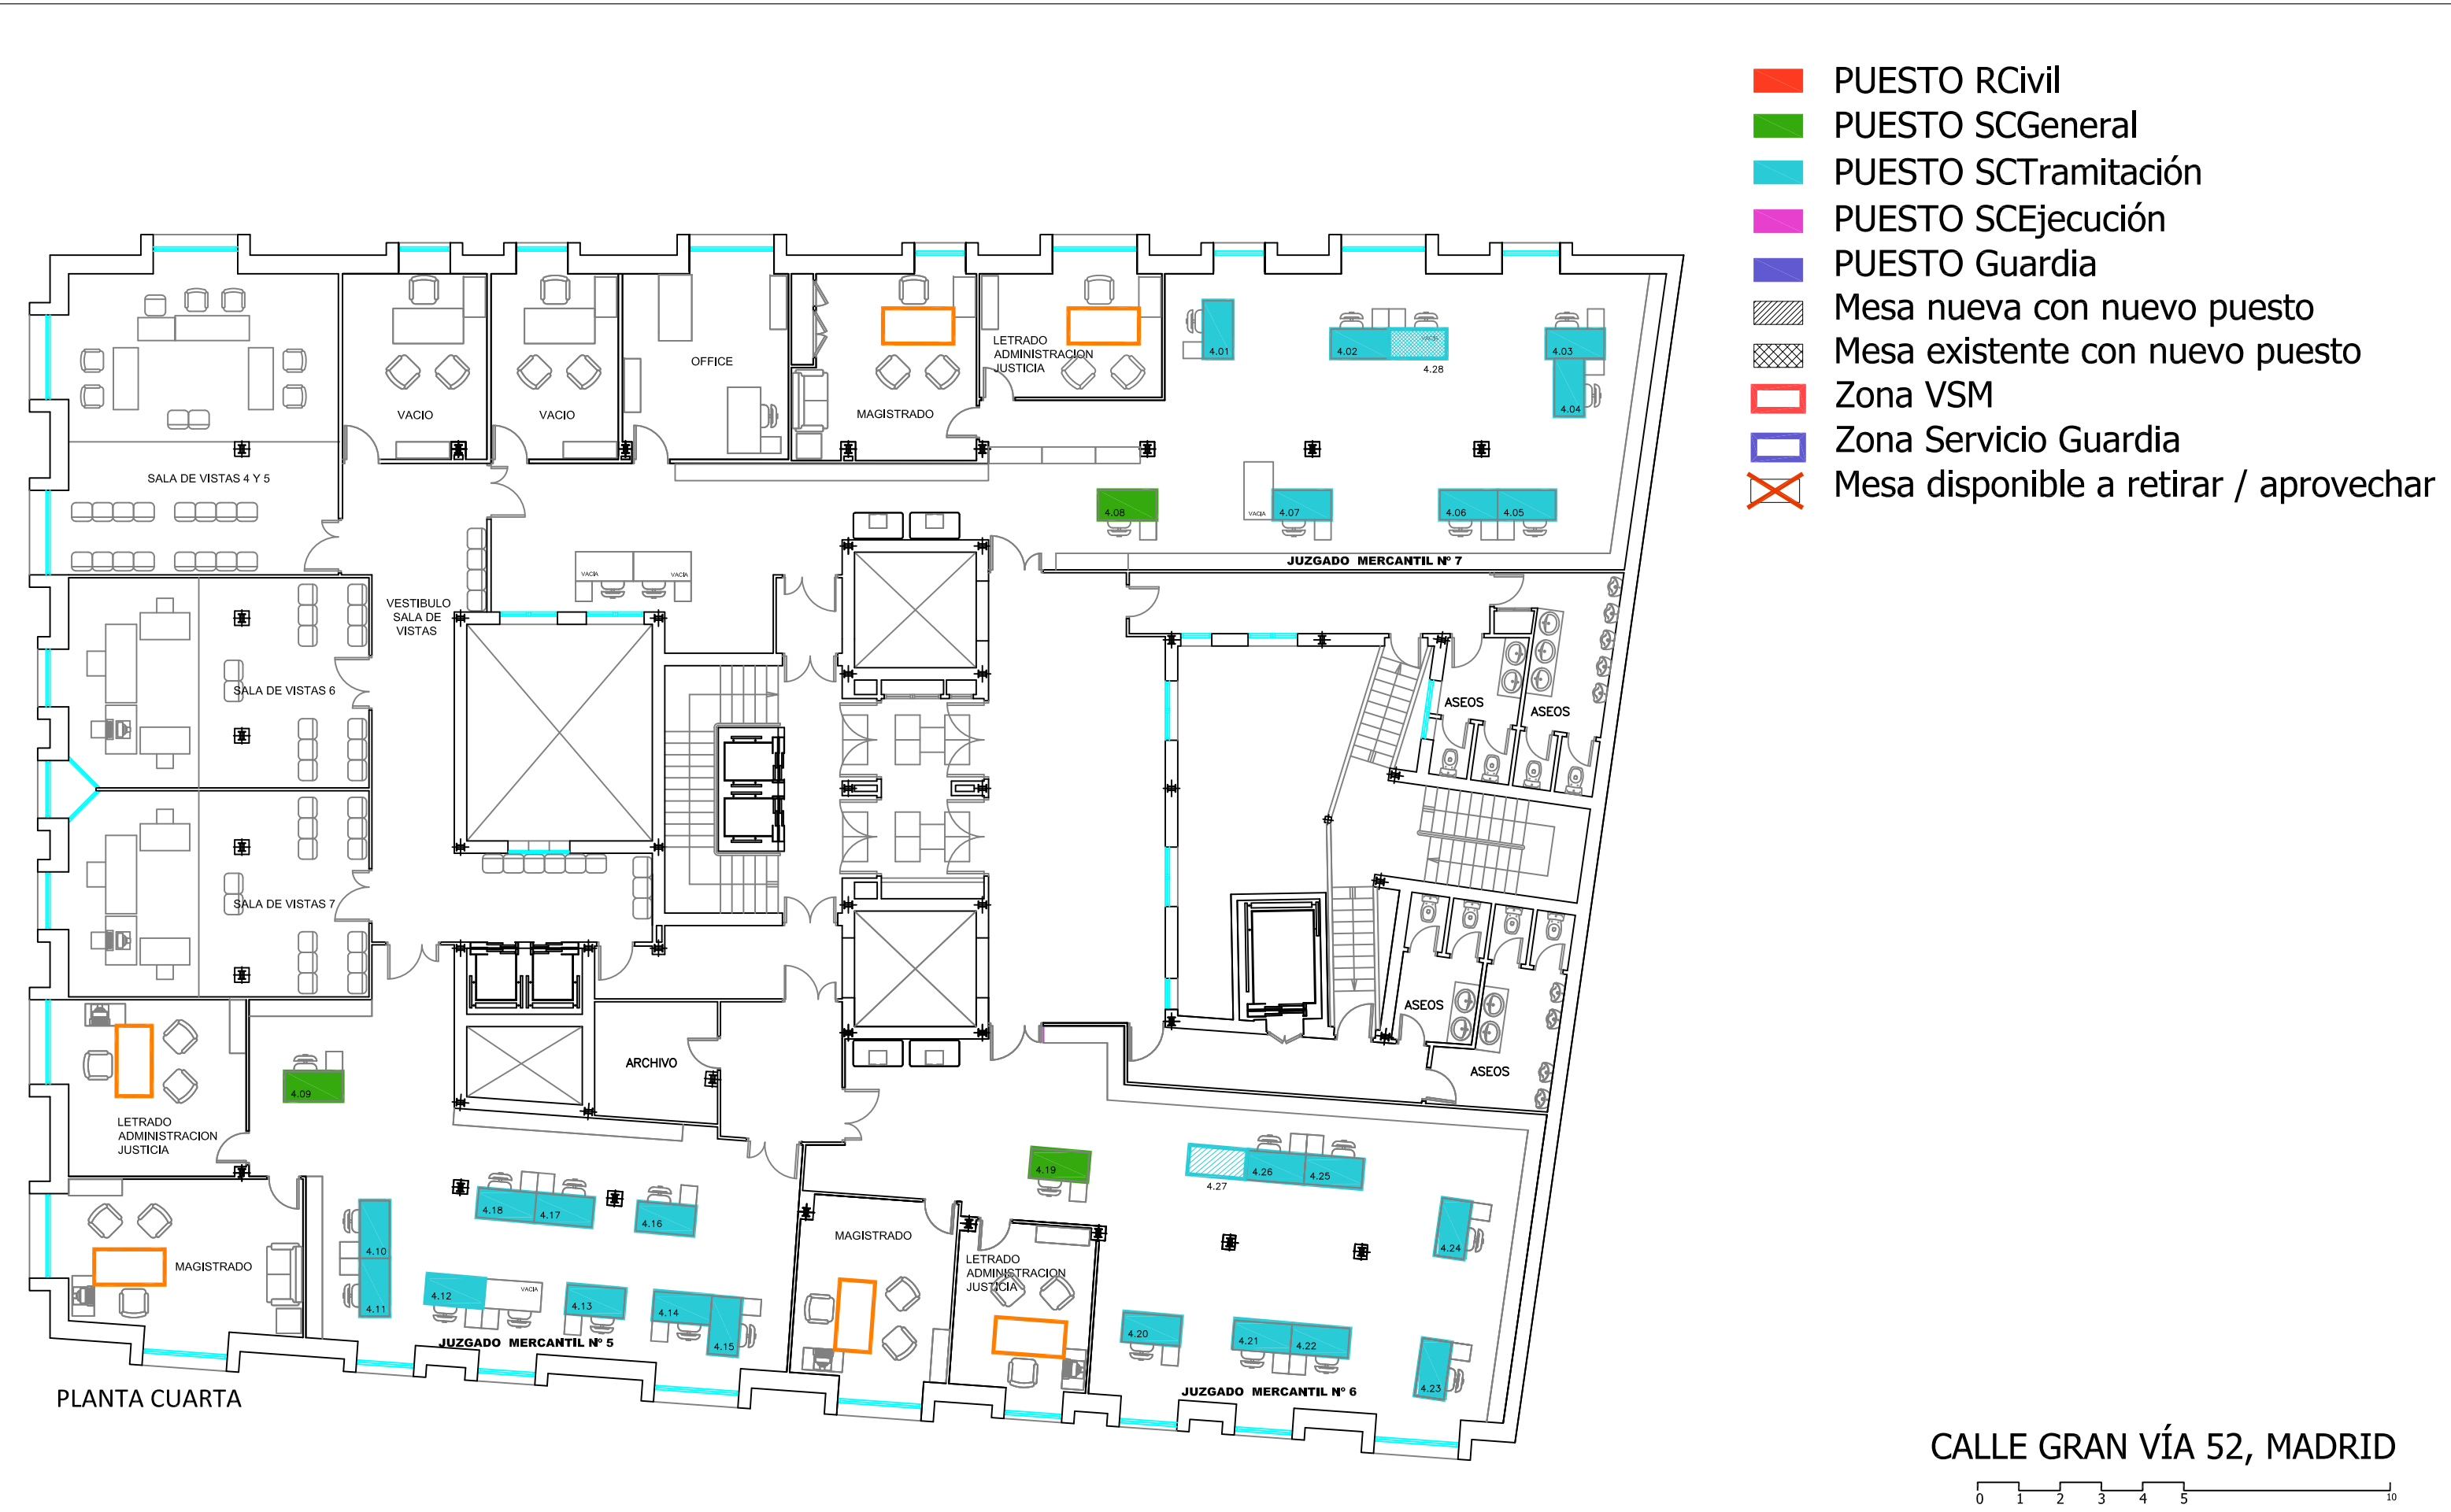 PUESTO RCivil
PUESTO SCGeneral
PUESTO SCTramitación
PUESTO SCEjecución
PUESTO Guardia
Mesa nueva con nuevo puesto
Mesa existente con nuevo puesto
Zona VSM
Zona Servicio Guardia
Mesa disponible a retirar / aprovechar
LETRADO
ADMINISTRACION
JUSTICIA
OFFICE
VACIO
VACIO
MAGISTRADO
4.01
4.02
VACIA
4.28
4.03
4.04
SALA DE VISTAS 4 Y 5
4.08
VACIA
4.07
4.06
4.05
JUZGADO MERCANTIL Nº 7
VACIA
VACIA
VESTIBULO
SALA DE
VISTAS
SALA DE VISTAS 6
ASEOS
ASEOS
SALA DE VISTAS 7
ASEOS
ASEOS
ARCHIVO
4.09
LETRADO
ADMINISTRACION
JUSTICIA
4.19
4.27
4.26
4.25
4.18
4.17
4.16
4.10
4.11
MAGISTRADO
MAGISTRADO
LETRADO
ADMINISTRACION
JUSTICIA
4.24
4.12
VACIA
4.13
4.14
4.15
4.20
4.21
4.22
4.23
JUZGADO MERCANTIL Nº 5
JUZGADO MERCANTIL Nº 6
PLANTA CUARTA
CALLE GRAN VÍA 52, MADRID
0 1 2 3 4 5 10